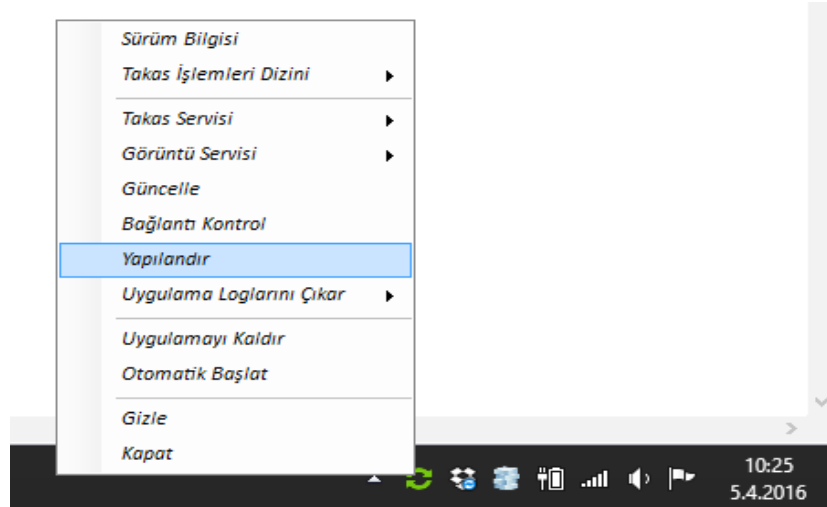 Sürüm Bilgisi
Takas İşlemleri Dizini
Takas Servisi
Görüntü Servisi
Güncelle
Bağlantı Kontrol
Yapılandır
Uygulama Loglarını Çıkar
Uygulamayı Kaldır
Otomatik Başlat
Gizle
Kapat
10:25
5.4.2016